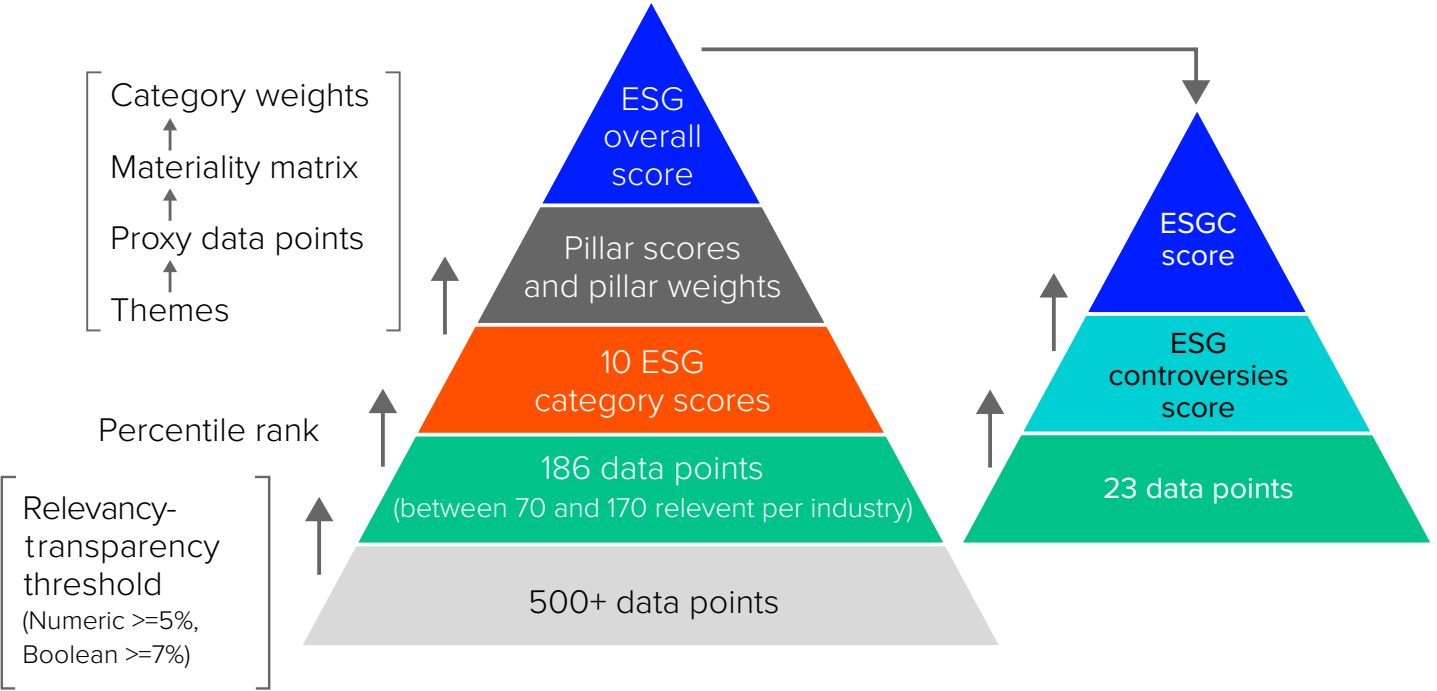 Category weights
Materiality matrix
Proxy data points
Themes
Percentile rank
Relevancy-
transparency
threshold
(Numeric >=5%,
Boolean >=7%)
ESG
overall
score
Pillar scores
and pillar weights
10 ESG
category scores
186 data points
(between 70 and 170 relevent per industry)
500+ data points
ESGC
score
ESG
controversies
score
23 data points